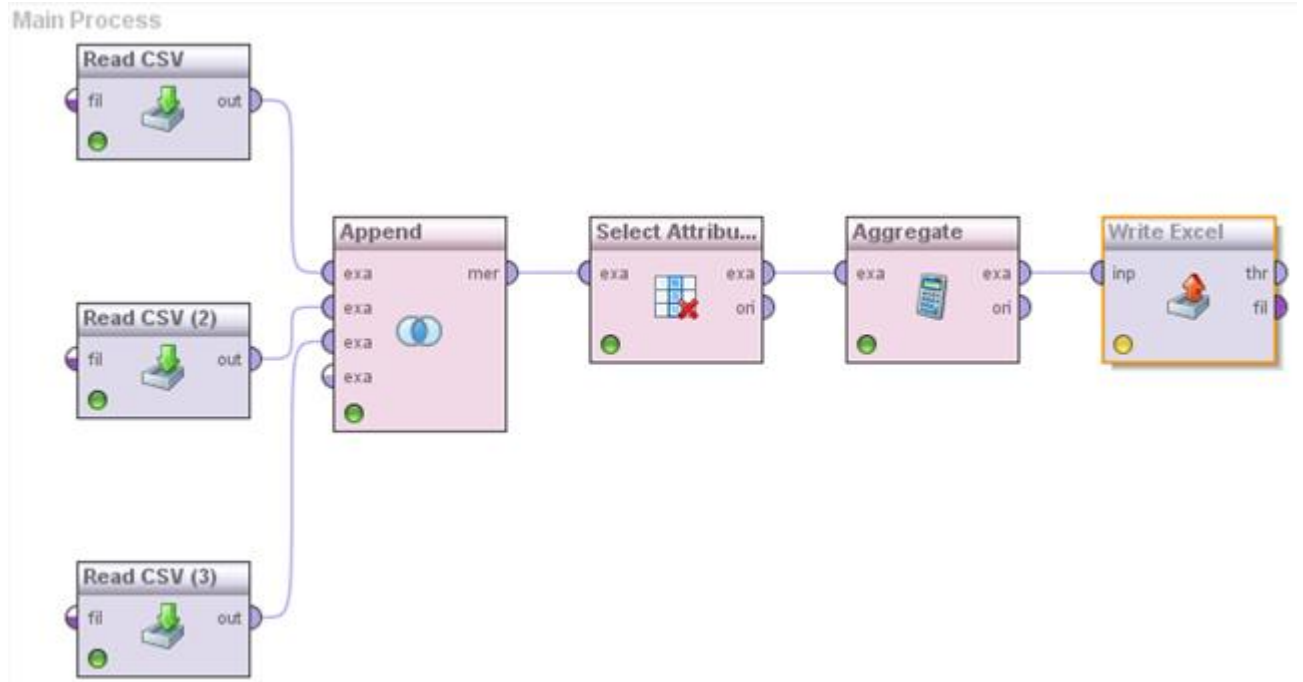 Main Process
Read CSV
fil out
Append
exa mer
exa
exa
exa
Select Attribu...
exa exa
ori
Aggregate
exa exa
ori
Write Excel
inp thr
fil
Read CSV (2)
fil out
Read CSV (3)
fil out